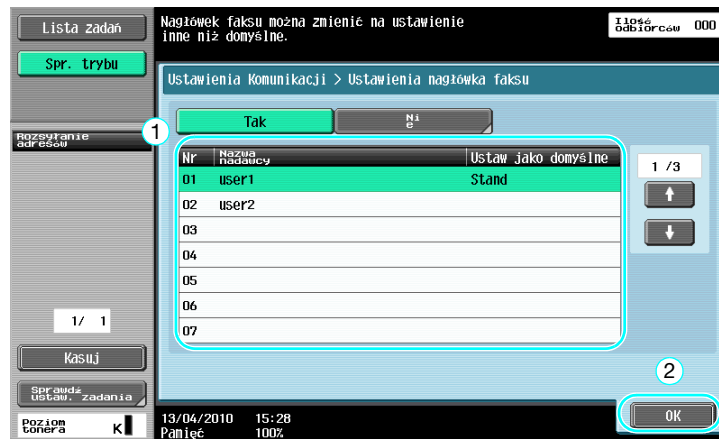 Lista zadań
Nagłówek faksu można zmienić na ustawienie
inne niż domyślne.
Ilość
odbiorców 000
Spr. trybu
Ustawienia Komunikacji > Ustawienia nagłówka faksu
Tak
Ni
e
1
Rozsyłanie
adresów
Nr Nazwa
nadawcy Ustaw jako domyślne
01 user1 Stand
02 user2
03
04
05
06
07
1 /3
1/ 1
Kasuj
2
Sprawdź
ustaw. zadania
OK
Poziom
tonera K
13/04/2010 15:28
Pamięć 100%